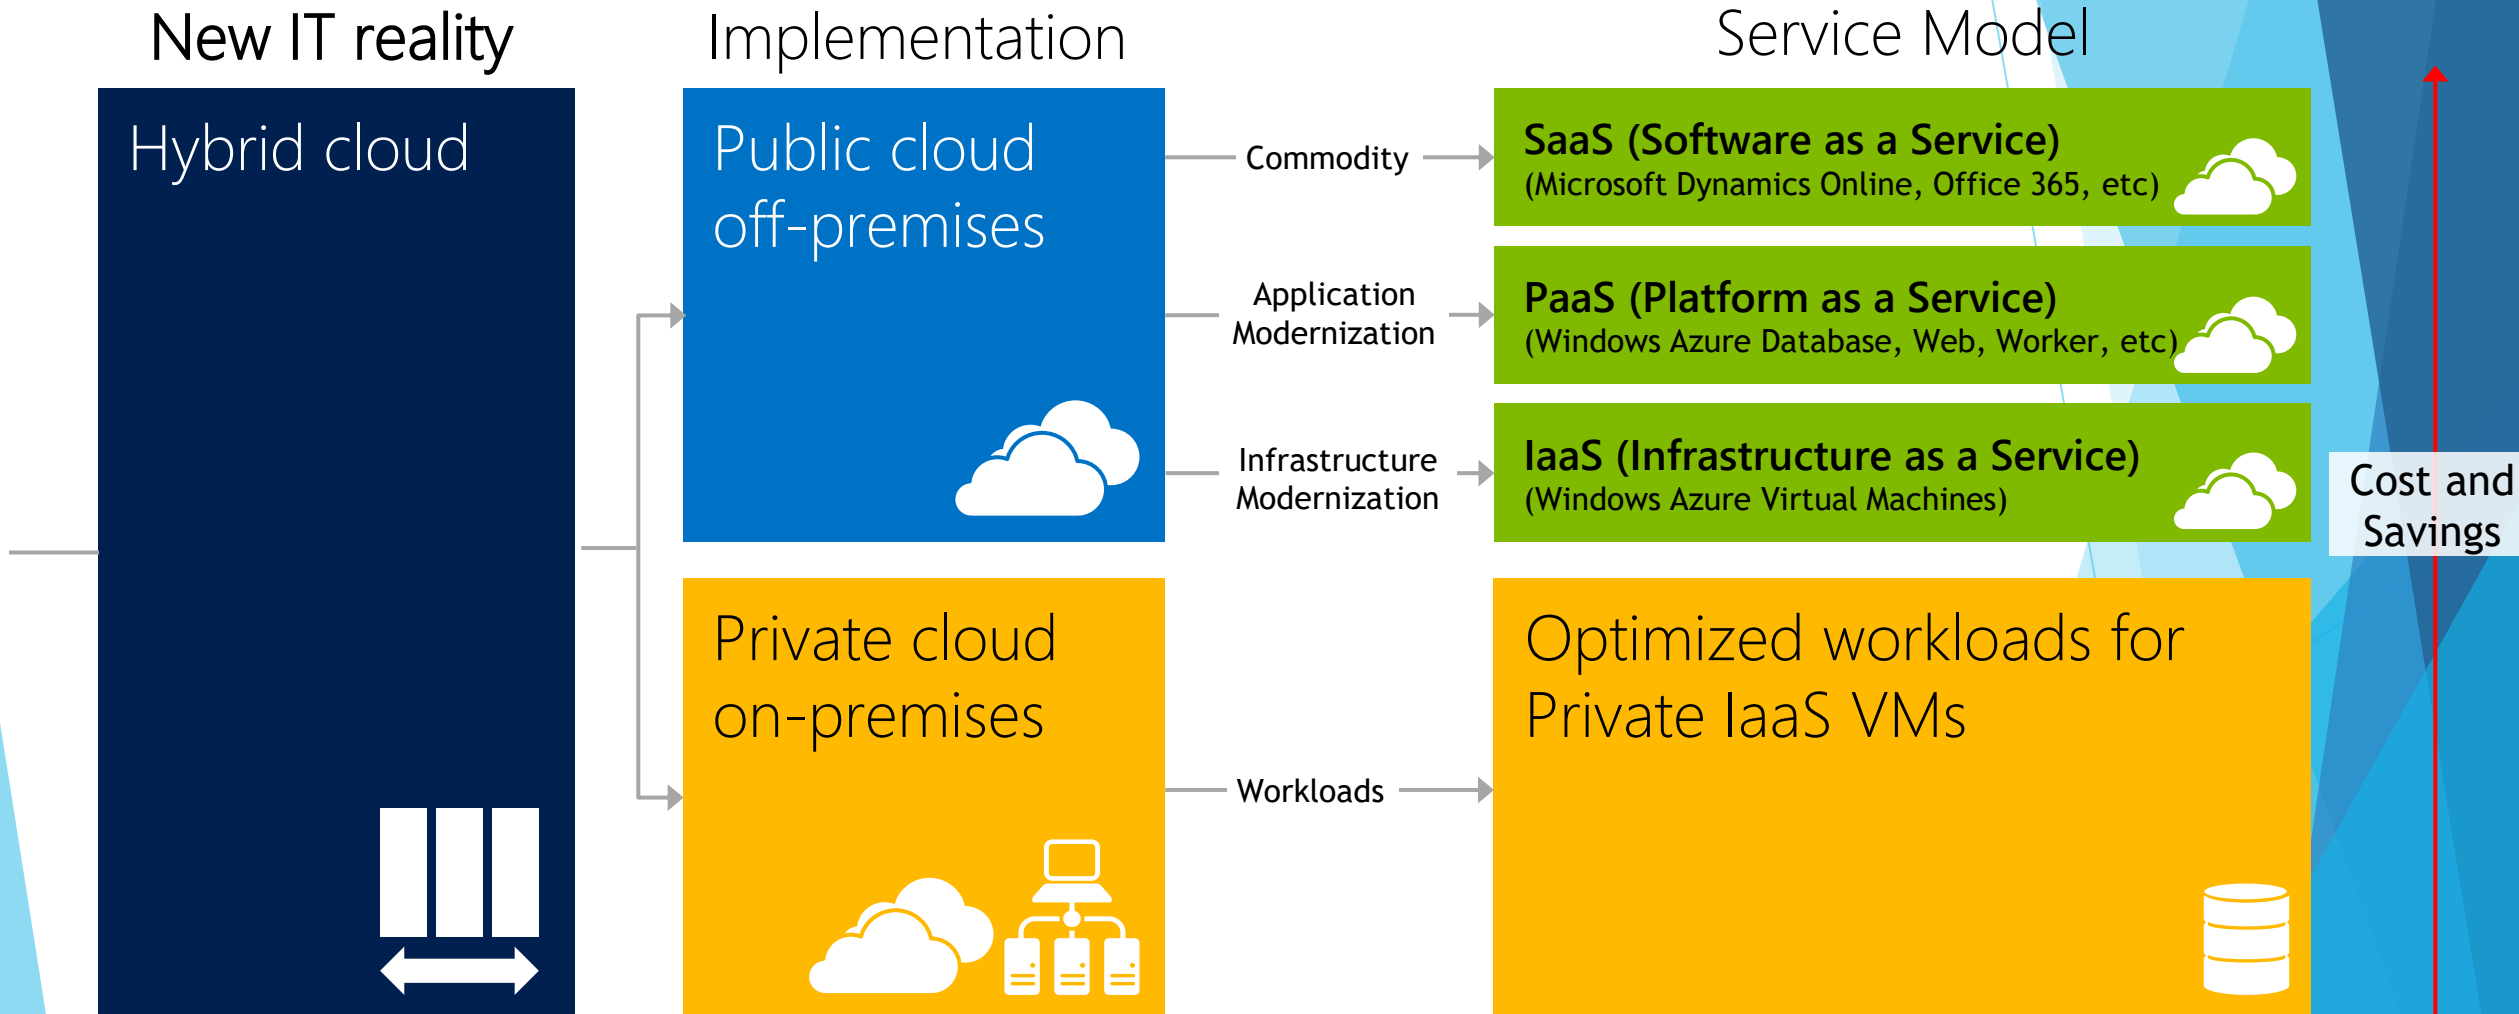 New IT reality
Implementation
Service Model
Hybrid cloud
Public cloud
off-premises
Commodity
Application
Modernization
Infrastructure
Modernization
SaaS (Software as a Service)
(Microsoft Dynamics Online, Office 365, etc)
PaaS (Platform as a Service)
(Windows Azure Database, Web, Worker, etc)
IaaS (Infrastructure as a Service)
(Windows Azure Virtual Machines)
Cost and
Savings
Private cloud
on-premises
Workloads
Optimized workloads for
Private IaaS VMs